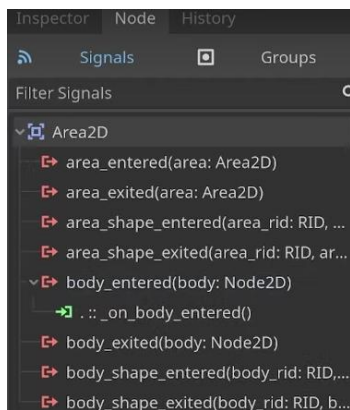 Inspector Node History
Signals Groups
Filter Signals
Area2D
area_entered(area: Area2D)
area_exited(area: Area2D)
area_shape_entered(area_rid: RID, ...
area_shape_exited(area_rid: RID, ar...
body_entered(body: Node2D)
. :: _on_body_entered()
body_exited(body: Node2D)
body_shape_entered(body_rid: RID,...
body_shape_exited(body_rid: RID, b...